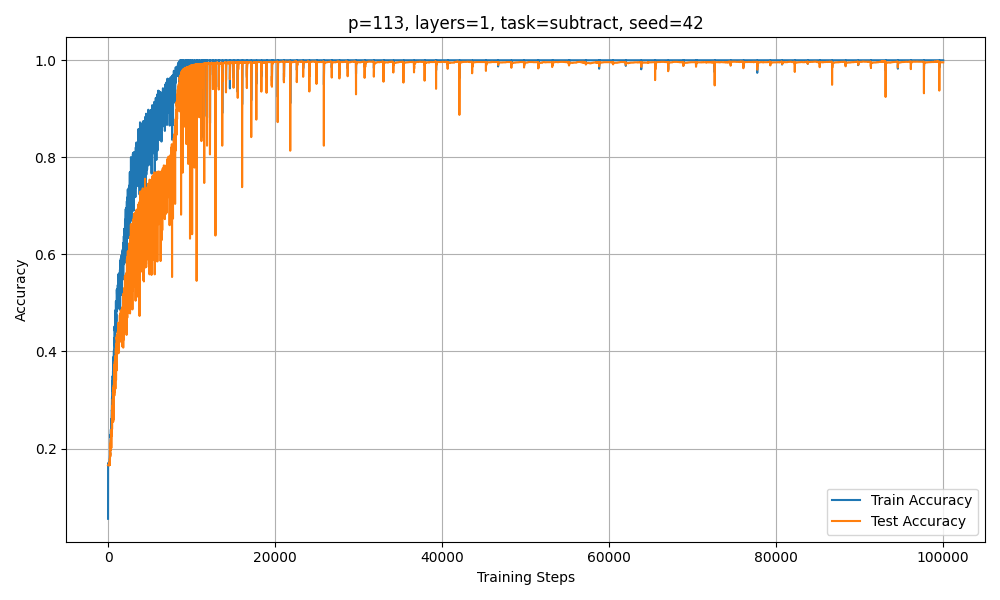 p=113, layers=1, task=subtract, seed=42
1.0
0.8
0.6
0.4
0.2
Accuracy
0 20000 40000 60000 80000 100000
Training Steps
Train Accuracy
Test Accuracy